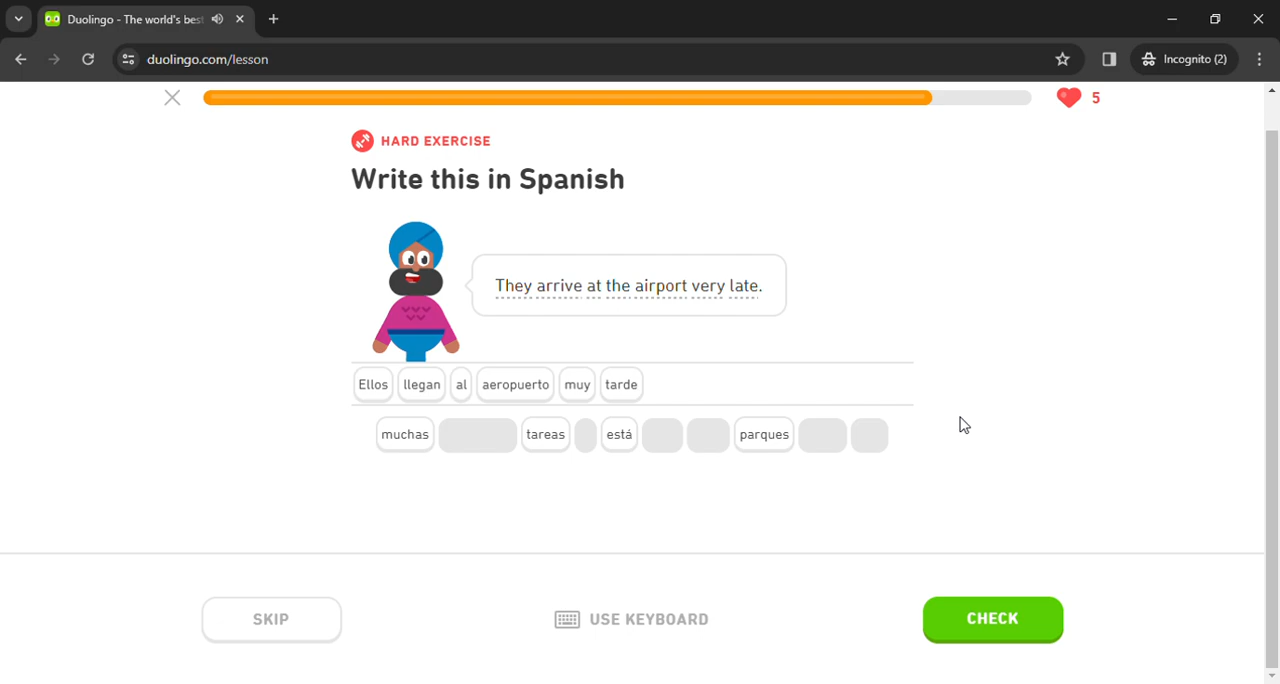 Duolingo - The world's best
duolingo.com/lesson
Incognito (2)
5
HARD EXERCISE
Write this in Spanish
They arrive at the airport very late.
Ellos llegan al aeropuerto muy tarde
muchas tareas está parques
SKIP USE KEYBOARD CHECK